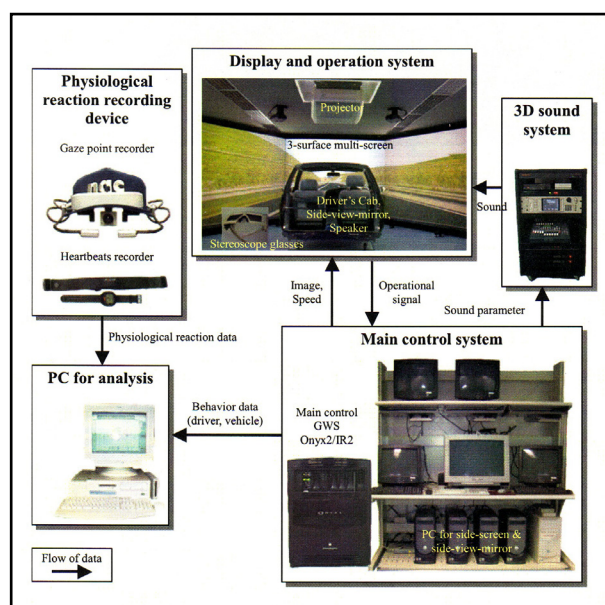 Physiological
reaction recording
device
Gaze point recorder
nac
Heartbeats recorder
Display and operation system
Projector
3-surface multi-screen
Driver's Cab,
Side-view-mirror,
Speaker
Stereoscope glasses
3D sound
system
Sound
Image,
Speed
Operational
signal
Sound parameter
Physiological reaction data
PC for analysis
Behavior data
(driver, vehicle)
Main control system
Main control
GWS
Onyx2/IR2
PC for side-screen &
side-view-mirror
Flow of data